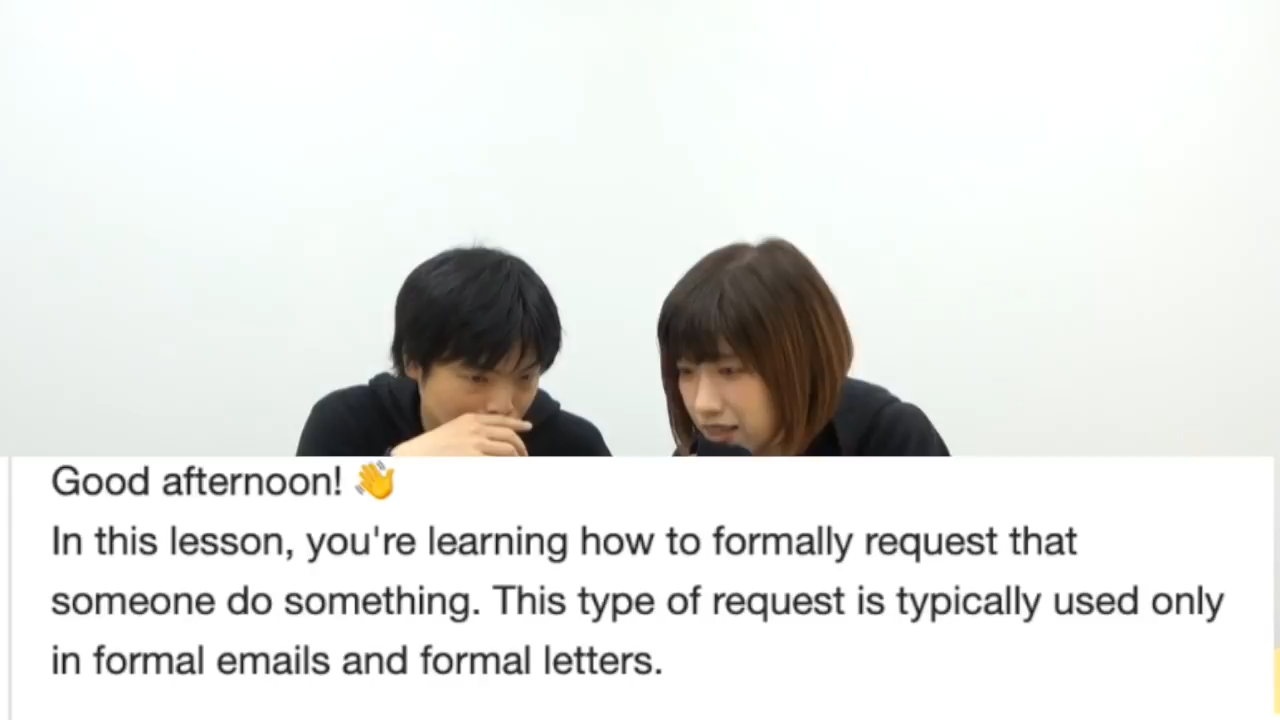 Good afternoon! 👋
In this lesson, you're learning how to formally request that
someone do something. This type of request is typically used only
in formal emails and formal letters.